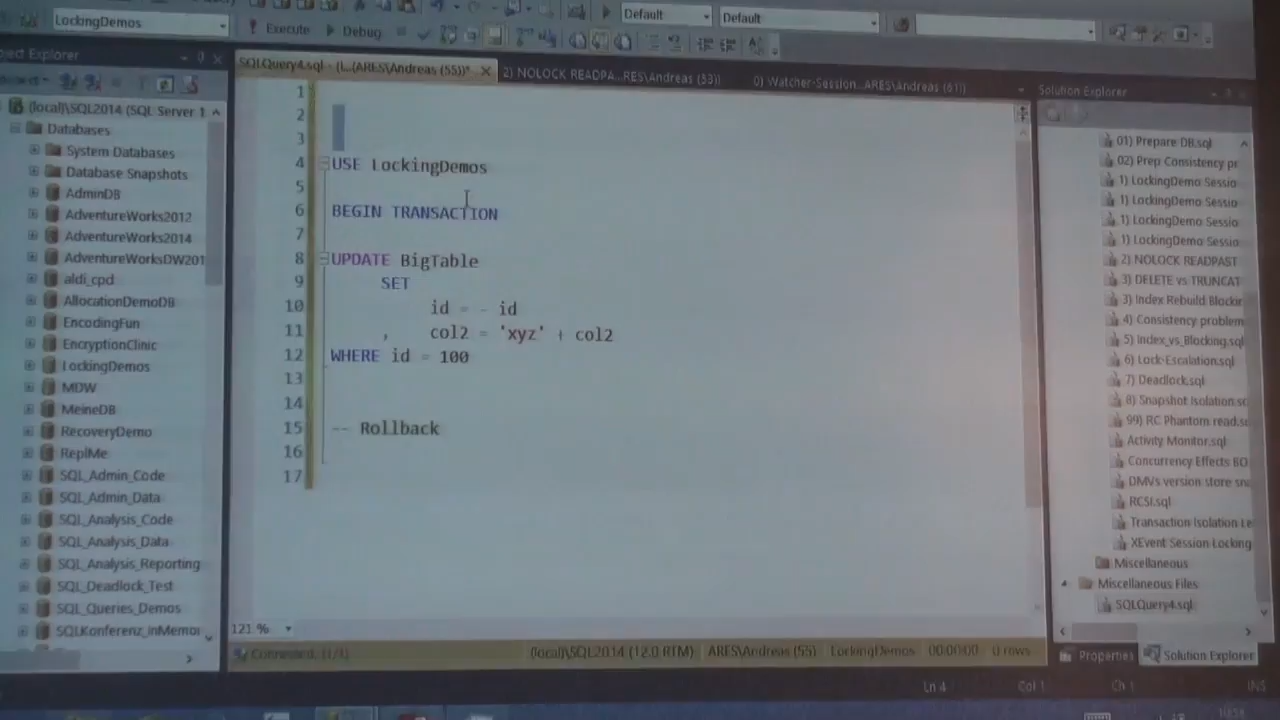 LockingDemos
Execute
Debug
Default
Default
SQLQuery4.sql - (L...(ARES\Andreas (55))*
2) NOLOCK READPA...RES\Andreas (53))
0) Watcher-Session...ARES\Andreas (61))
Solution Explorer
(local)\SQL2014 (SQL Server 1
Databases
System Databases
Database Snapshots
AdminDB
AdventureWorks2012
AdventureWorks2014
AdventureWorksDW201
aldi_cpd
AllocationDemoDB
EncodingFun
EncryptionClinic
LockingDemos
MDW
MeineDB
RecoveryDemo
ReplMe
SQL_Admin_Code
SQL_Admin_Data
SQL_Analysis_Code
SQL_Analysis_Data
SQL_Analysis_Reporting
SQL_Deadlock_Test
SQL_Queries_Demos
SQLKonferenz_inMemor
1
2
3
4 USE LockingDemos
5
6 BEGIN TRANSACTION
7
8 UPDATE BigTable
9 SET
10 id = - id
11 , col2 = 'xyz' + col2
12 WHERE id = 100
13
14
15 -- Rollback
16
17
121 %
Connected. (1/1)
(local)\SQL2014 (12.0 RTM)
ARES\Andreas (55)
LockingDemos
00:00:00
0 rows
01) Prepare DB.sql
02) Prep Consistency pr
1) LockingDemo Sessio
1) LockingDemo Sessio
1) LockingDemo Sessio
1) LockingDemo Sessio
2) NOLOCK READPAST
3) DELETE vs TRUNCAT
3) Index Rebuild Blockir
4) Consistency problem
5) Index_vs_Blocking.sql
6) Lock-Escalation.sql
7) Deadlock.sql
8) Snapshot Isolation.sc
99) RC Phantom read.s
Activity Monitor.sql
Concurrency Effects BO
DMVs version store sn
RCSI.sql
Transaction Isolation Le
XEvent Session Locking
Miscellaneous
Miscellaneous Files
SQLQuery4.sql
Properties
Solution Explorer
Ln 4
Col 1
Ch 1
INS